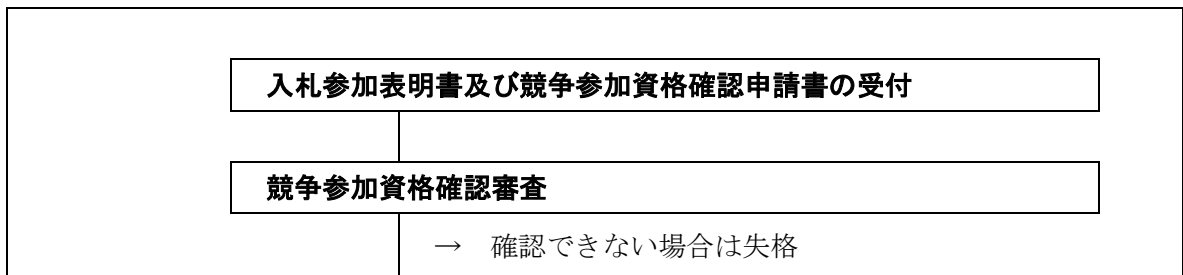 入札参加表明書及び競争参加資格確認申請書の受付
競争参加資格確認審査
→　確認できない場合は失格